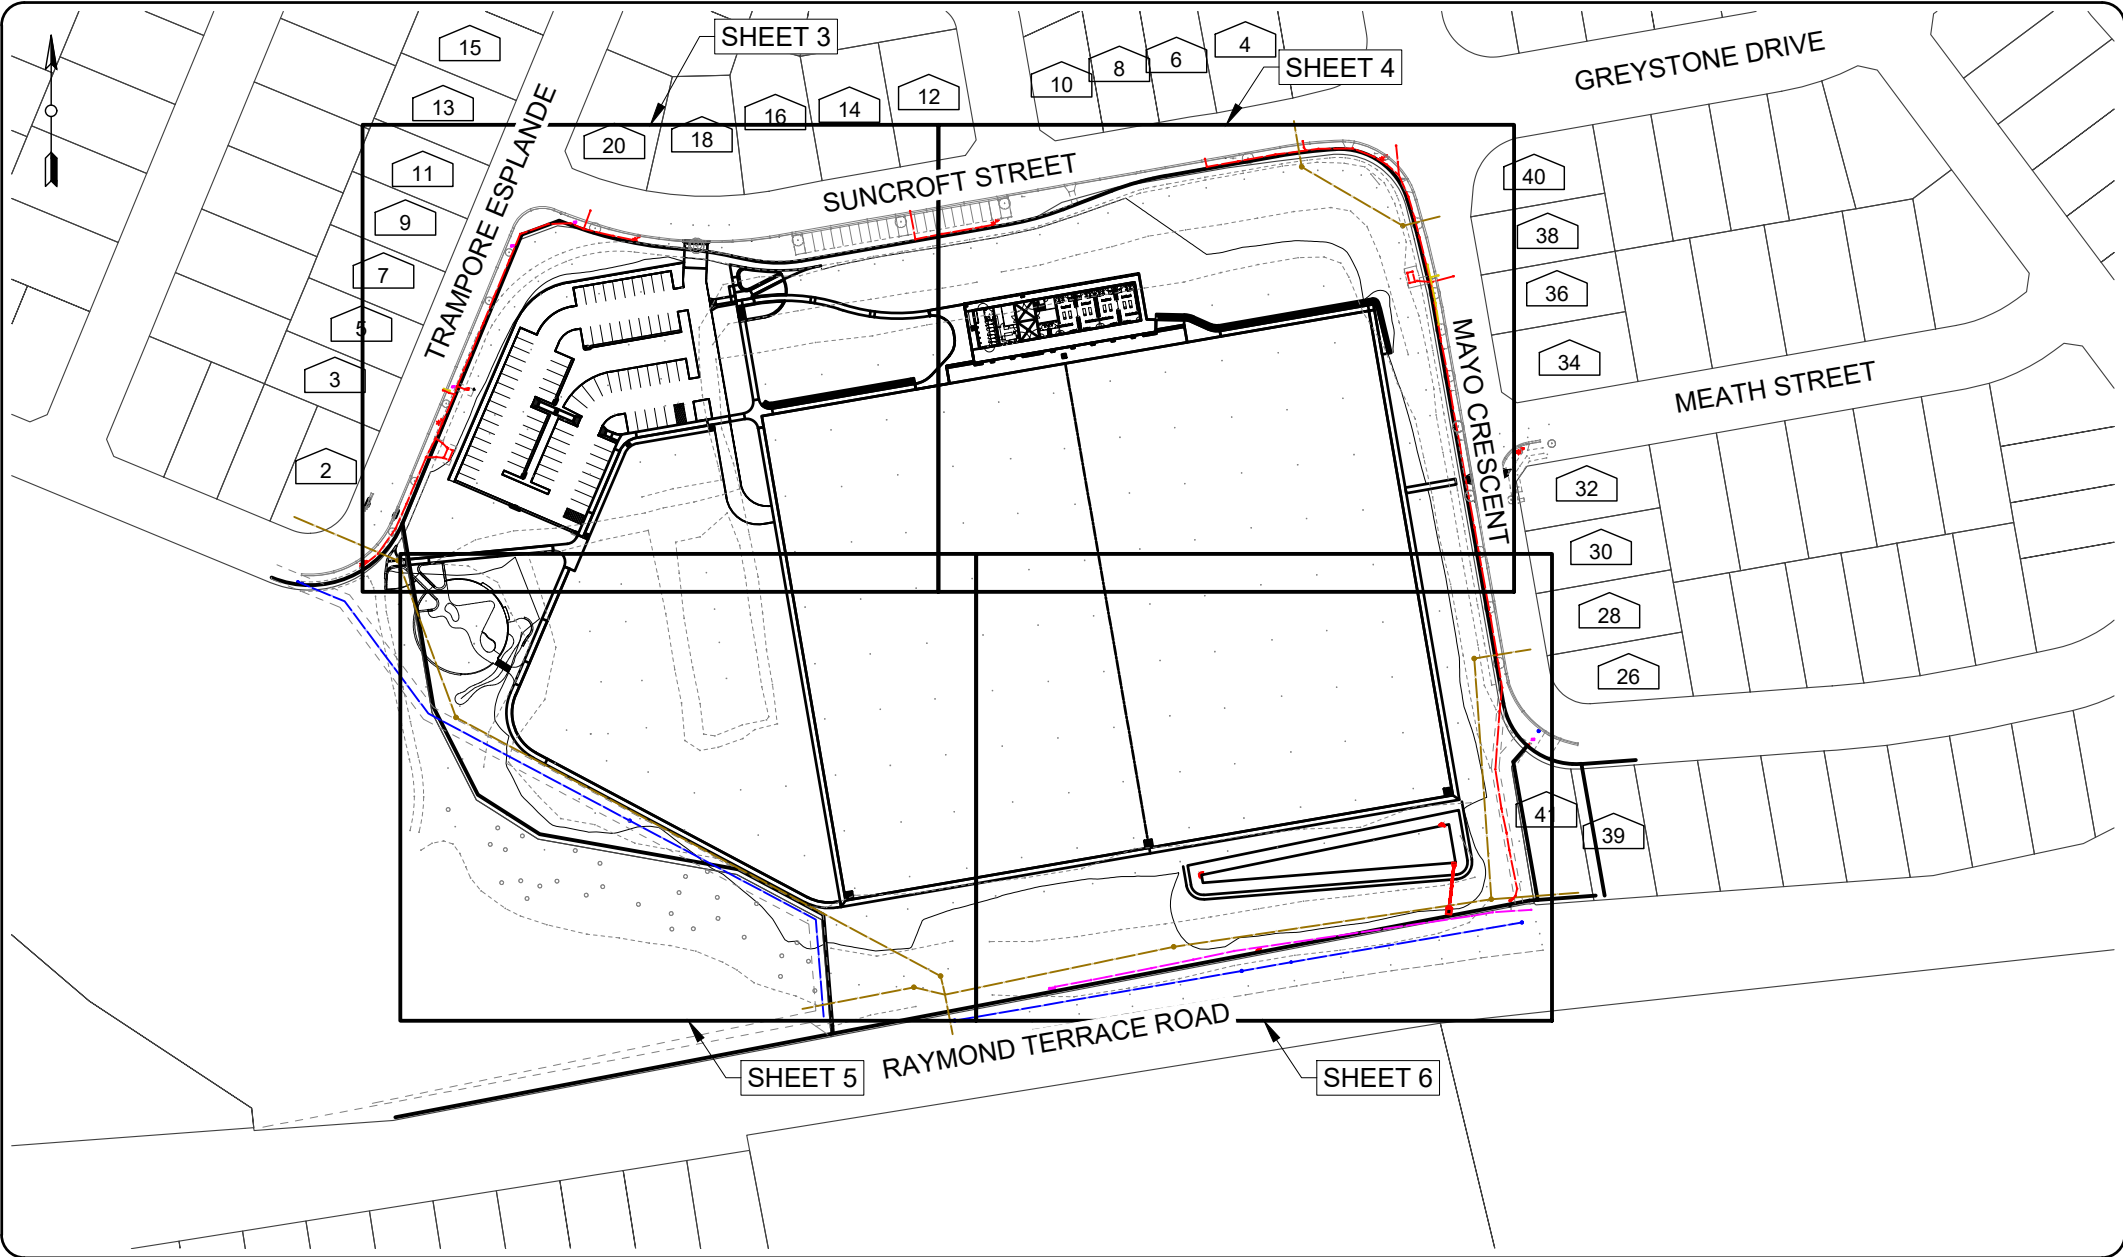 SHEET 3
SHEET 4
GREYSTONE DRIVE
15
13
11
9
7
5
3
2
TRAMPORE ESPLANDE
20
18
16
14
12
10
8
6
4
SUNCROFT STREET
40
38
36
34
MAYO CRESCENT
MEATH STREET
32
30
28
26
41
39
RAYMOND TERRACE ROAD
SHEET 5
SHEET 6